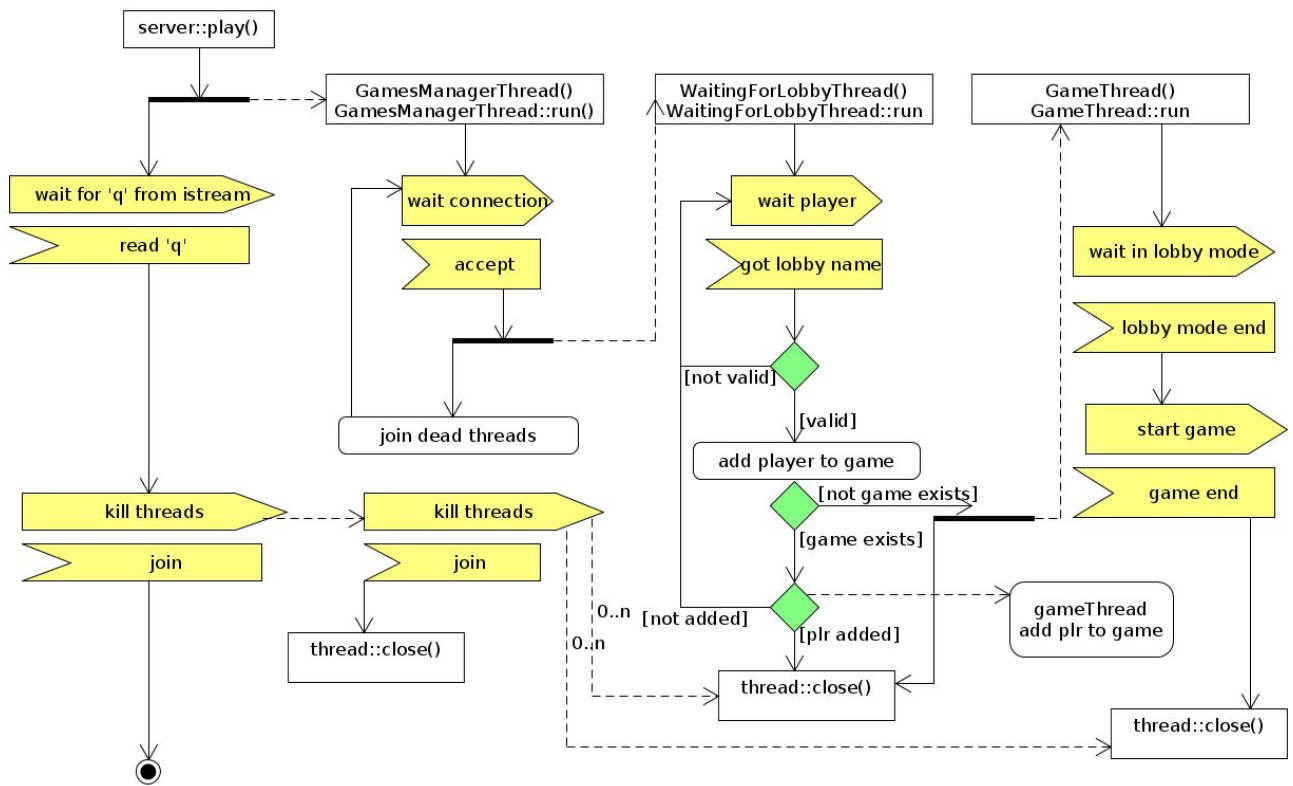 server::play()
GamesManagerThread()
GamesManagerThread::run()
WaitingForLobbyThread()
WaitingForLobbyThread::run
GameThread()
GameThread::run
wait for 'q' from istream
read 'q'
wait connection
accept
join dead threads
wait player
got lobby name
[not valid]
[valid]
add player to game
[not game exists]
[game exists]
[not added]
[plr added]
thread::close()
gameThread
add plr to game
wait in lobby mode
lobby mode end
start game
game end
thread::close()
kill threads
join
kill threads
join
thread::close()
0..n
0..n